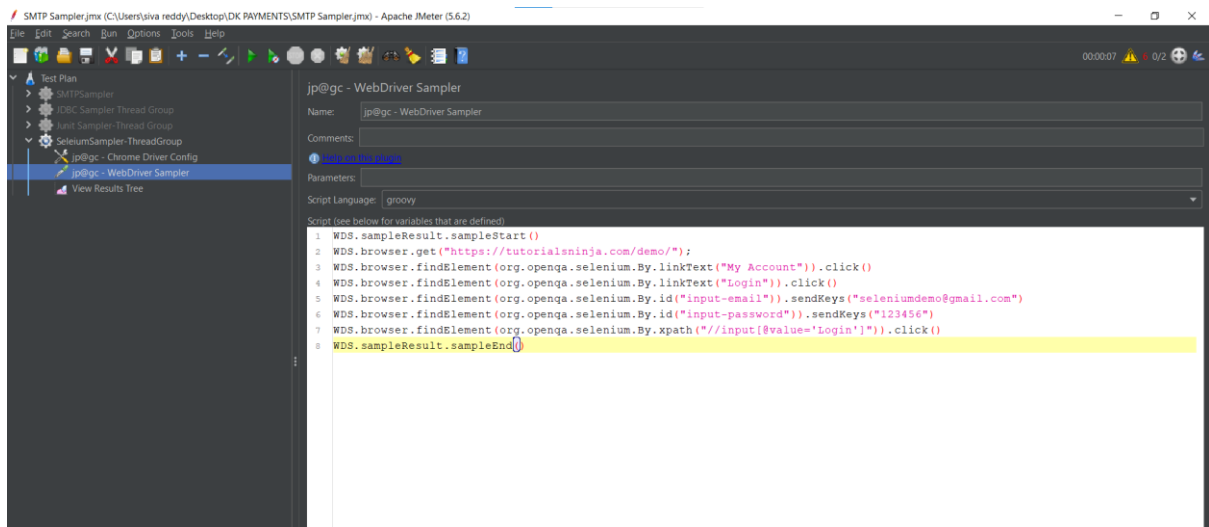 SMTP Sampler.jmx (C:\Users\siva reddy\Desktop\DK PAYMENTS\SMTP Sampler.jmx) - Apache JMeter (5.6.2)
File Edit Search Run Options Tools Help
00:00:07 0/2
Test Plan
SMTPSampler
JDBC Sampler Thread Group
Junit Sampler-Thread Group
SeleiumSampler-ThreadGroup
jp@gc - Chrome Driver Config
jp@gc - WebDriver Sampler
View Results Tree
jp@gc - WebDriver Sampler
Name: jp@gc - WebDriver Sampler
Comments:
Help on this plugin
Parameters:
Script Language: groovy
Script (see below for variables that are defined)
1 WDS.sampleResult.sampleStart()
2 WDS.browser.get("https://tutorialsninja.com/demo/");
3 WDS.browser.findElement(org.openqa.selenium.By.linkText("My Account")).click()
4 WDS.browser.findElement(org.openqa.selenium.By.linkText("Login")).click()
5 WDS.browser.findElement(org.openqa.selenium.By.id("input-email")).sendKeys("seleniumdemo@gmail.com")
6 WDS.browser.findElement(org.openqa.selenium.By.id("input-password")).sendKeys("123456")
7 WDS.browser.findElement(org.openqa.selenium.By.xpath("//input[@value='Login']")).click()
8 WDS.sampleResult.sampleEnd()